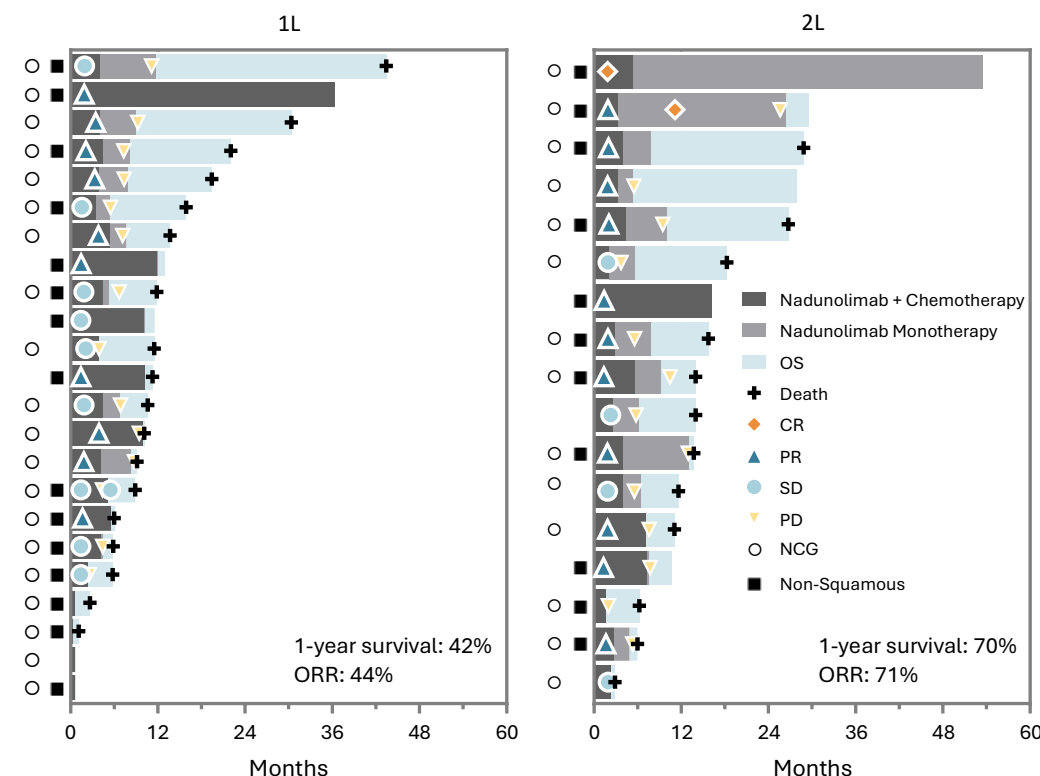 1L
2L
Nadunolimab + Chemotherapy
Nadunolimab Monotherapy
OS
Death
CR
PR
SD
PD
NCG
Non-Squamous
1-year survival: 42%
ORR: 44%
1-year survival: 70%
ORR: 71%
0 12 24 36 48 60
0 12 24 36 48 60
Months
Months